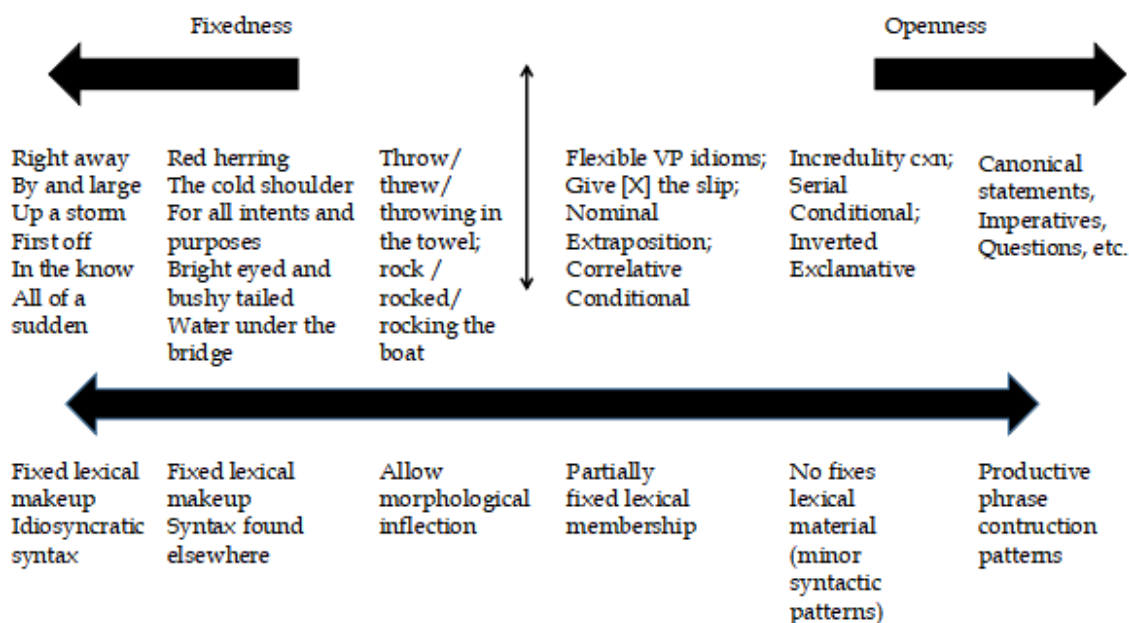 Fixedness
Openness
Right away
By and large
Up a storm
First off
In the know
All of a
sudden
Red herring
The cold shoulder
For all intents and
purposes
Bright eyed and
bushy tailed
Water under the
bridge
Throw/
threw/
throwing in
the towel;
rock /
rocked/
rocking the
boat
Flexible VP idioms;
Give [X] the slip;
Nominal
Extraposition;
Correlative
Conditional
Incredulity cxn;
Serial
Conditional;
Inverted
Exclamative
Canonical
statements,
Imperatives,
Questions, etc.
Fixed lexical
makeup
Idiosyncratic
syntax
Fixed lexical
makeup
Syntax found
elsewhere
Allow
morphological
inflection
Partially
fixed lexical
membership
No fixes
lexical
material
(minor
syntactic
patterns)
Productive
phrase
contruction
patterns